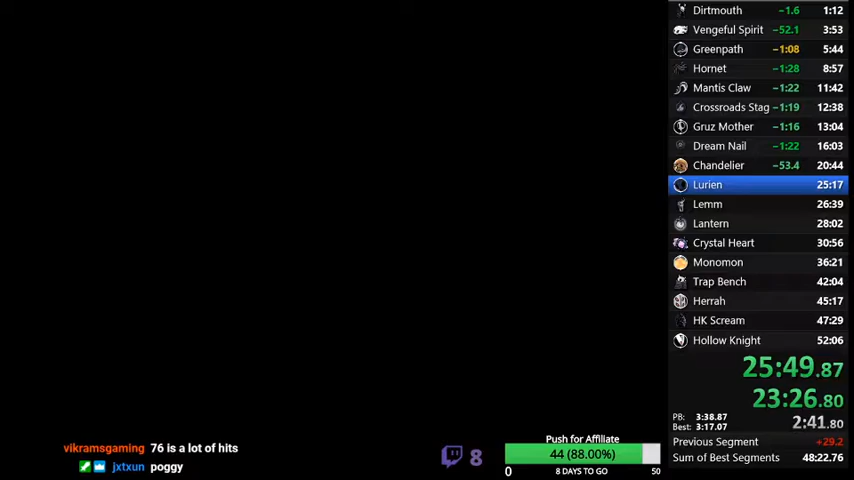 Dirtmouth -1.6 1:12
Vengeful Spirit -52.1 3:53
Greenpath -1:08 5:44
Hornet -1:28 8:57
Mantis Claw -1:22 11:42
Crossroads Stag -1:19 12:38
Gruz Mother -1:16 13:04
Dream Nail -1:22 16:03
Chandelier -53.4 20:44
Lurien 25:17
Lemm 26:39
Lantern 28:02
Crystal Heart 30:56
Monomon 36:21
Trap Bench 42:04
Herrah 45:17
HK Scream 47:29
Hollow Knight 52:06
25:49.87
23:26.80
PB: 3:38.87
Best: 3:17.07
2:41.80
Previous Segment +29.2
Sum of Best Segments 48:22.76
vikramsgaming 76 is a lot of hits
jxtxun poggy
8
Push for Affiliate
44 (88.00%)
0 8 DAYS TO GO 50